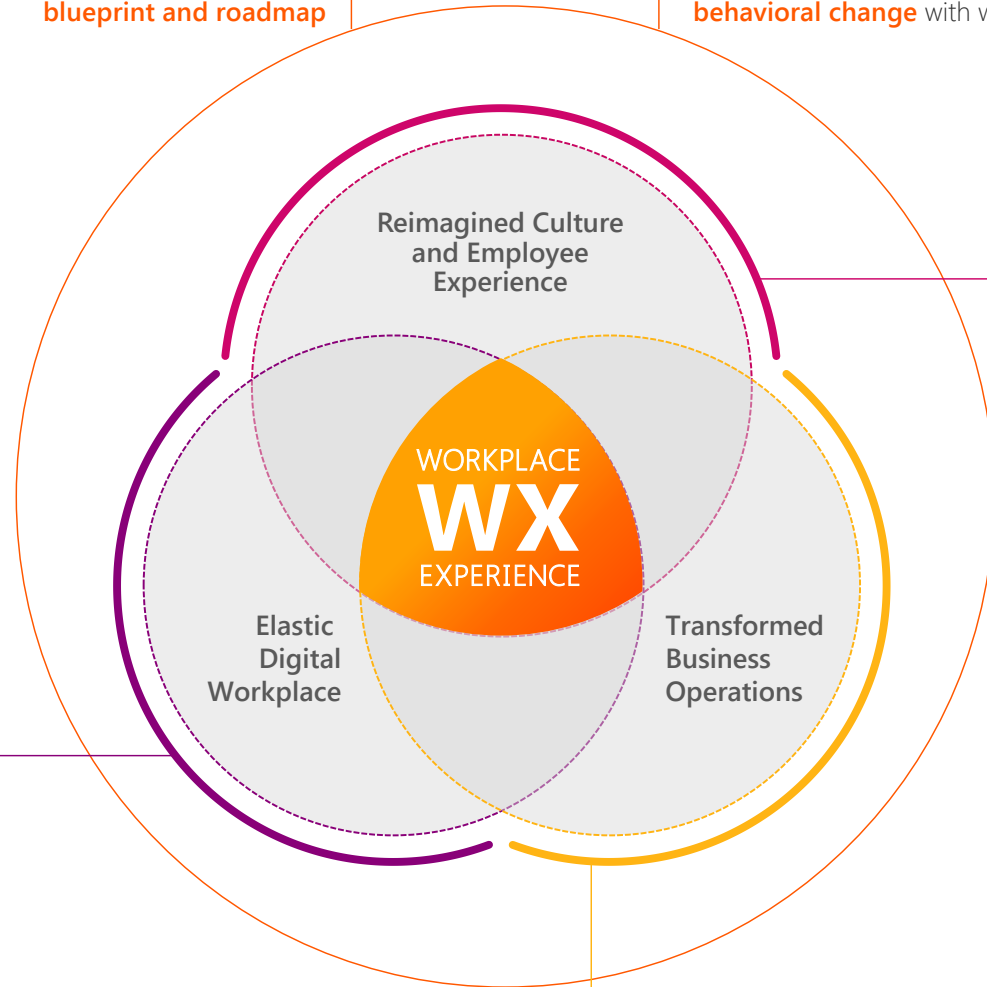 blueprint and roadmap
behavioral change with
Reimagined Culture
and Employee
Experience
WORKPLACE
WX
EXPERIENCE
Elastic
Digital
Workplace
Transformed
Business
Operations